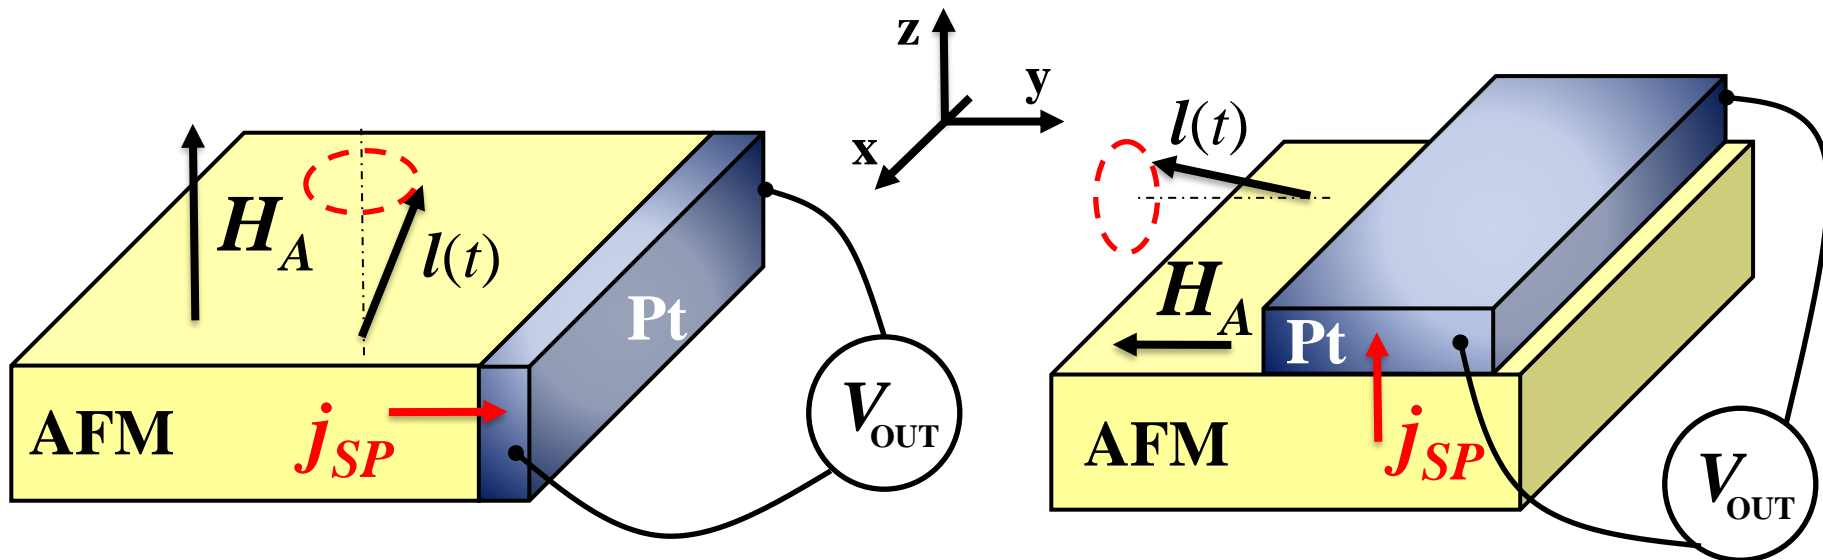 H_A
l(t)
Pt
AFM
j_SP
V_OUT
z
y
x
l(t)
H_A
Pt
AFM
j_SP
V_OUT